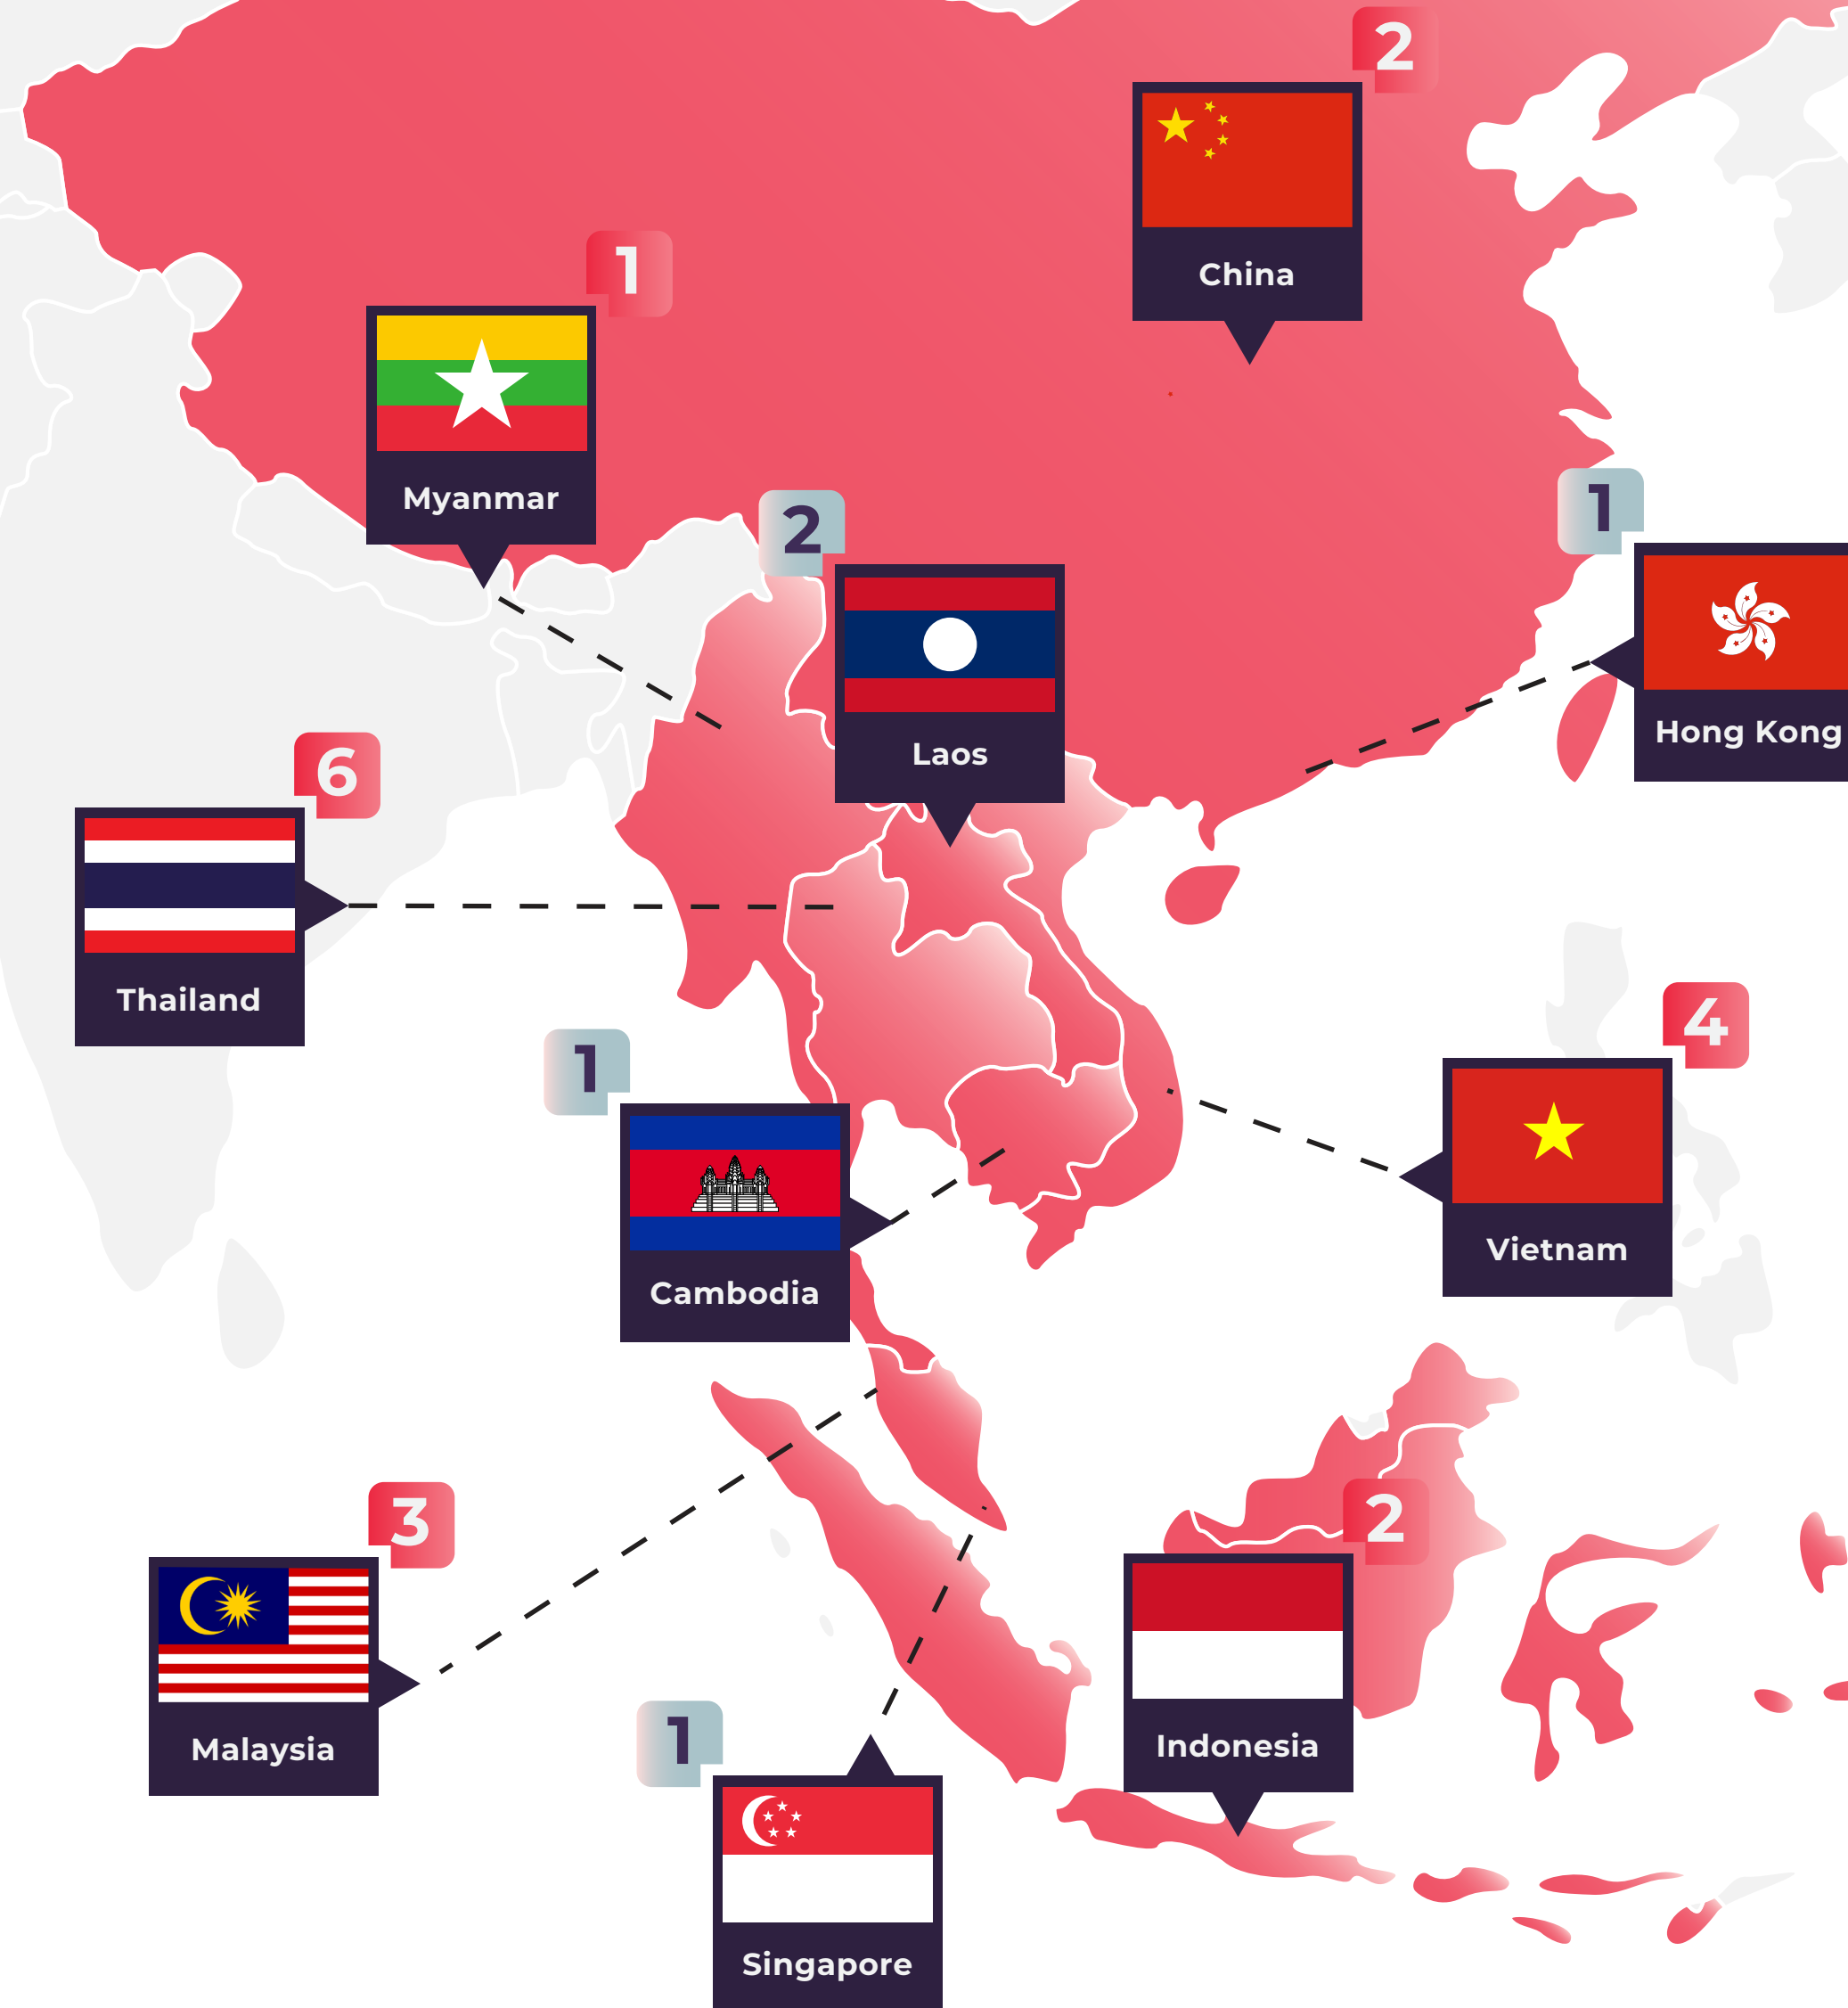 2
China
1
Myanmar
2
Laos
1
Hong Kong
6
Thailand
4
Vietnam
1
Cambodia
3
Malaysia
2
Indonesia
1
Singapore